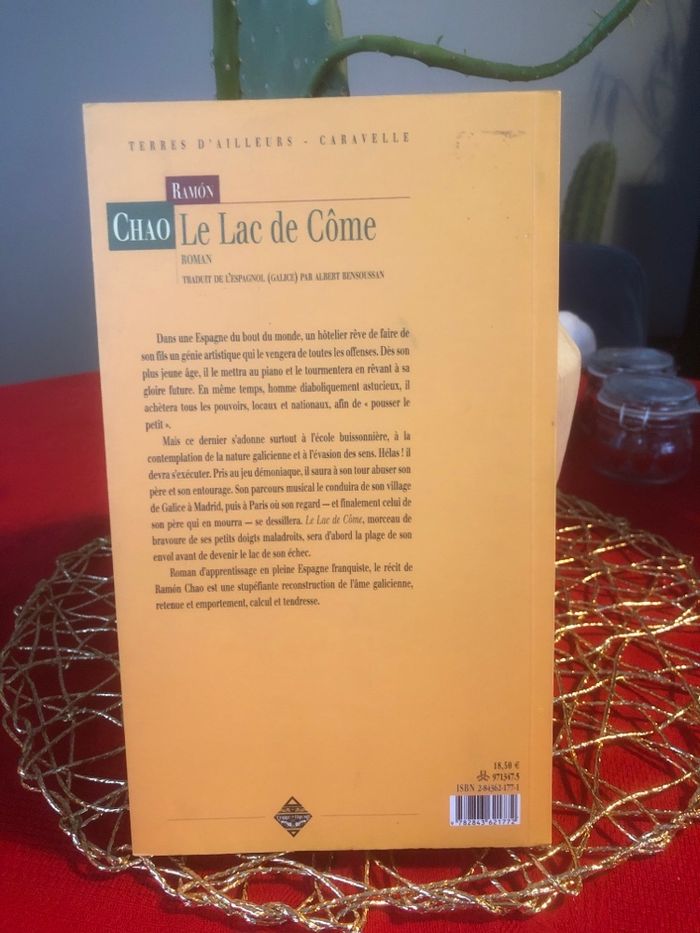 TERRES D'AILLEURS - CARAVELLE
RAMÓN
CHAO Le Lac de Côme
ROMAN
TRADUIT DE L'ESPAGNOL (GALICE) PAR ALBERT BENSOUSSAN
Dans une Espagne du bout du monde, un hôtelier rêve de faire de
son fils un génie artistique qui le vengera de toutes les offenses. Dès son
plus jeune âge, il le mettra au piano et le tourmentera en rêvant à sa
gloire future. En même temps, homme diaboliquement astucieux, il
achètera tous les pouvoirs, locaux et nationaux, afin de « pousser le
petit ».
Mais ce dernier s'adonne surtout à l'école buissonnière, à la
contemplation de la nature galicienne et à l'évasion des sens. Hélas ! il
devra s'exécuter. Pris au jeu démoniaque, il saura à son tour abuser son
père et son entourage. Son parcours musical le conduira de son village
de Galice à Madrid, puis à Paris où son regard — et finalement celui de
son père qui en mourra — se dessillera. Le Lac de Côme, morceau de
bravoure de ses petits doigts maladroits, sera d'abord la plage de son
envol avant de devenir le lac de son échec.
Roman d'apprentissage en pleine Espagne franquiste, le récit de
Ramón Chao est une stupéfiante reconstruction de l'âme galicienne,
retenue et emportement, calcul et tendresse.
18,50 €
971347.5
ISBN 2-84362-177-1
9782843621772